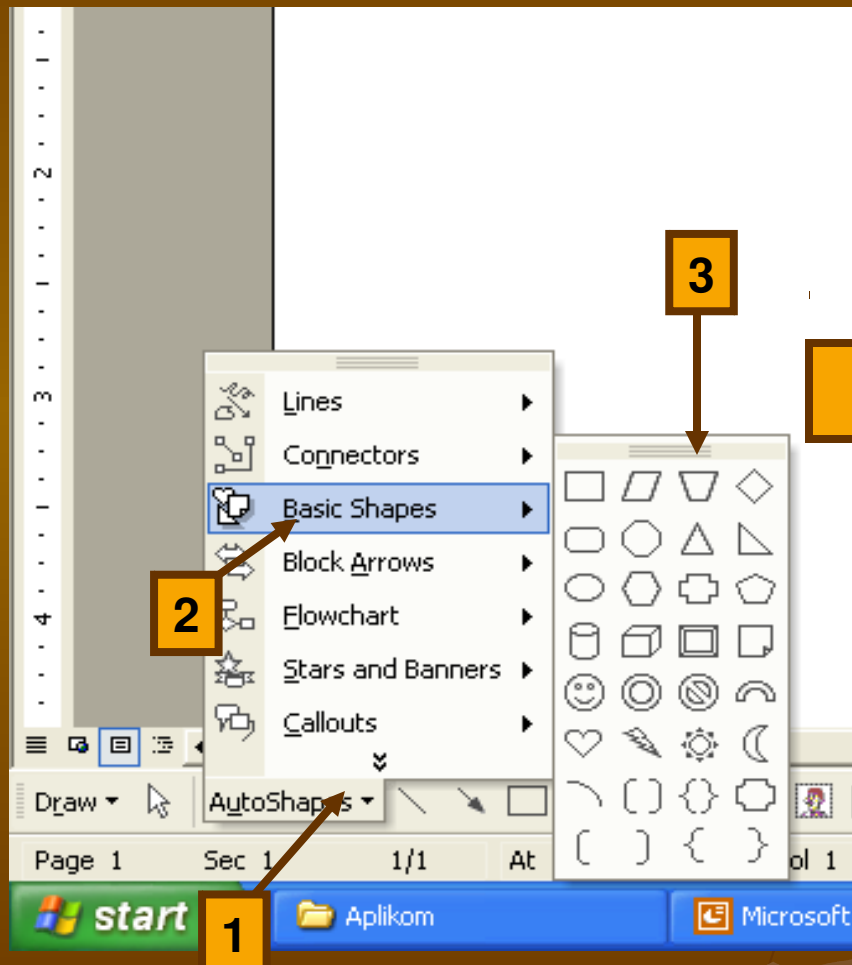 2
3
3
Lines
Connectors
Basic Shapes
2
Block Arrows
4
Flowchart
Stars and Banners
Callouts
Draw
AutoShapes
Page 1 Sec 1 1/1 At ol 1
start
1
Aplikom
Microsoft